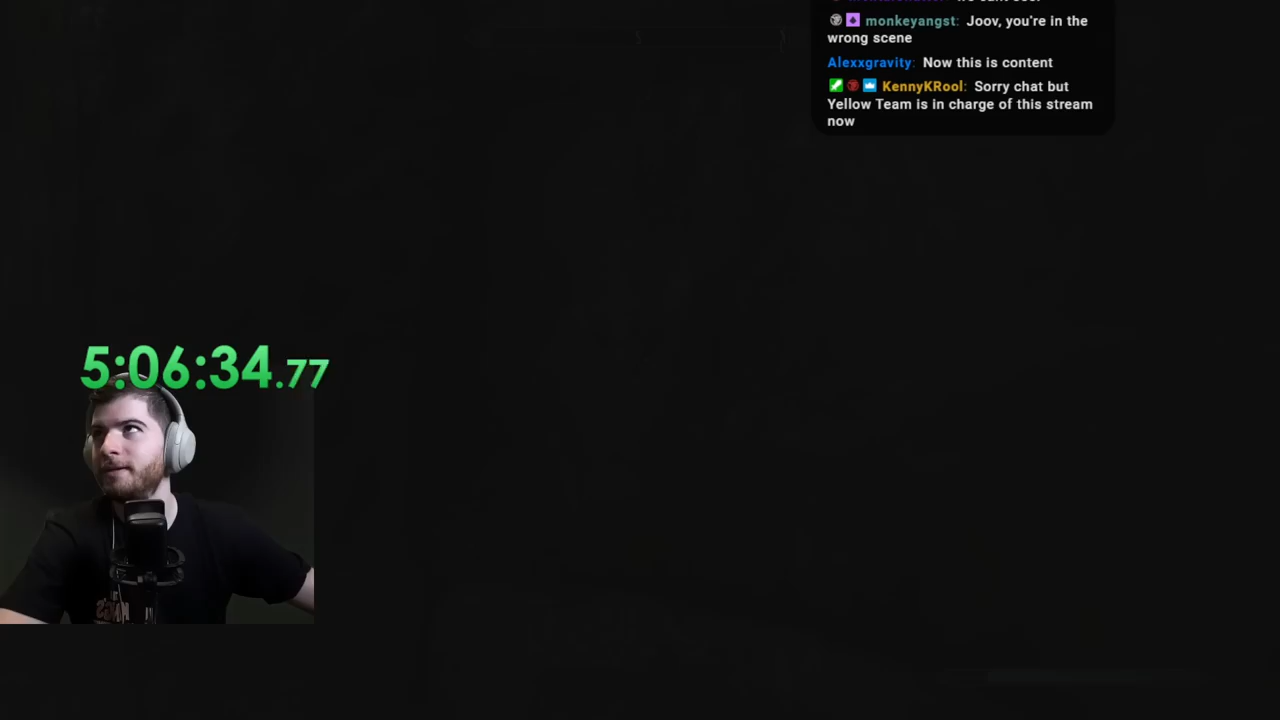 monkeyangst: Joov, you're in the
wrong scene
Alexxgravity: Now this is content
KennyKRool: Sorry chat but
Yellow Team is in charge of this stream
now
5:06:34.77